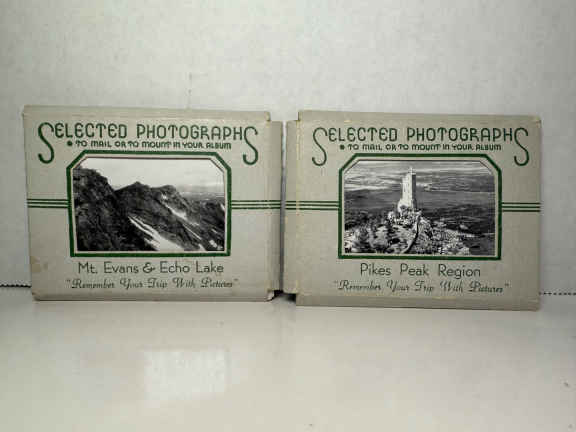 SELECTED PHOTOGRAPHS
• TO MAIL OR TO MOUNT IN YOUR ALBUM
Mt. Evans & Echo Lake
"Remember Your Trip With Pictures"
SELECTED PHOTOGRAPHS
• TO MAIL OR TO MOUNT IN YOUR ALBUM
Pikes Peak Region
"Remember Your Trip With Pictures"